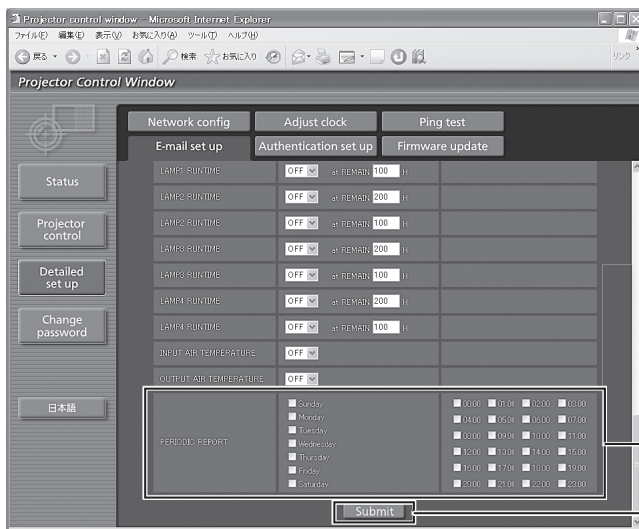 Projector control window - Microsoft Internet Explorer
ファイル(F) 編集(E) 表示(V) お気に入り(A) ツール(T) ヘルプ(H)
戻る 検索 お気に入り リンク
Projector Control Window
Network config Adjust clock Ping test
E-mail set up Authentication set up Firmware update
Status
Projector control
Detailed set up
Change password
日本語
LAMP1 RUNTIME OFF at REMAIN 100 H
LAMP2 RUNTIME OFF at REMAIN 200 H
LAMP2 RUNTIME OFF at REMAIN 100 H
LAMP3 RUNTIME OFF at REMAIN 200 H
LAMP3 RUNTIME OFF at REMAIN 100 H
LAMP4 RUNTIME OFF at REMAIN 200 H
LAMP4 RUNTIME OFF at REMAIN 100 H
INPUT AIR TEMPERATURE OFF
OUTPUT AIR TEMPERATURE OFF
PERIODIC REPORT
Sunday
Monday
Tuesday
Wednesday
Thursday
Friday
Saturday
00:00 01:00 02:00 03:00
04:00 05:00 06:00 07:00
08:00 09:00 10:00 11:00
12:00 13:00 14:00 15:00
16:00 17:00 18:00 19:00
20:00 21:00 22:00 23:00
Submit